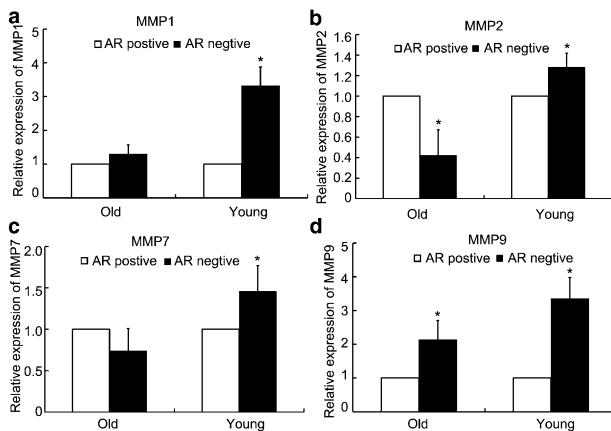 a
MMP1
AR postive AR negtive
Relative expression of MMP1
5
4
3
2
1
0
*
Old Young
b
MMP2
AR postive AR negtive
Relative expression of MMP2
1.6
1.4
1.2
1.0
0.8
0.6
0.4
0.2
0
*
*
Old Young
c
MMP7
AR postive AR negtive
Relative expression of MMP7
2.0
1.5
1.0
0.5
0
*
Old Young
d
MMP9
AR postive AR negtive
Relative expression of MMP9
5
4
3
2
1
0
*
*
Old Young